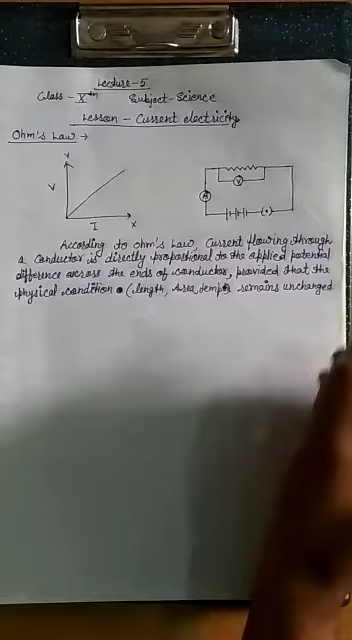 Lecture-5
Class - Xth Subject-Science
Lesson - Current electricity
Ohm's Law →
Y
V
I
X
V
A
According to ohm's Law, Current flowing through
a Conductor is directly proportional to the applied potential
difference across the ends of conductor, provided that the
physical condition (length, Area, temp) remains unchanged